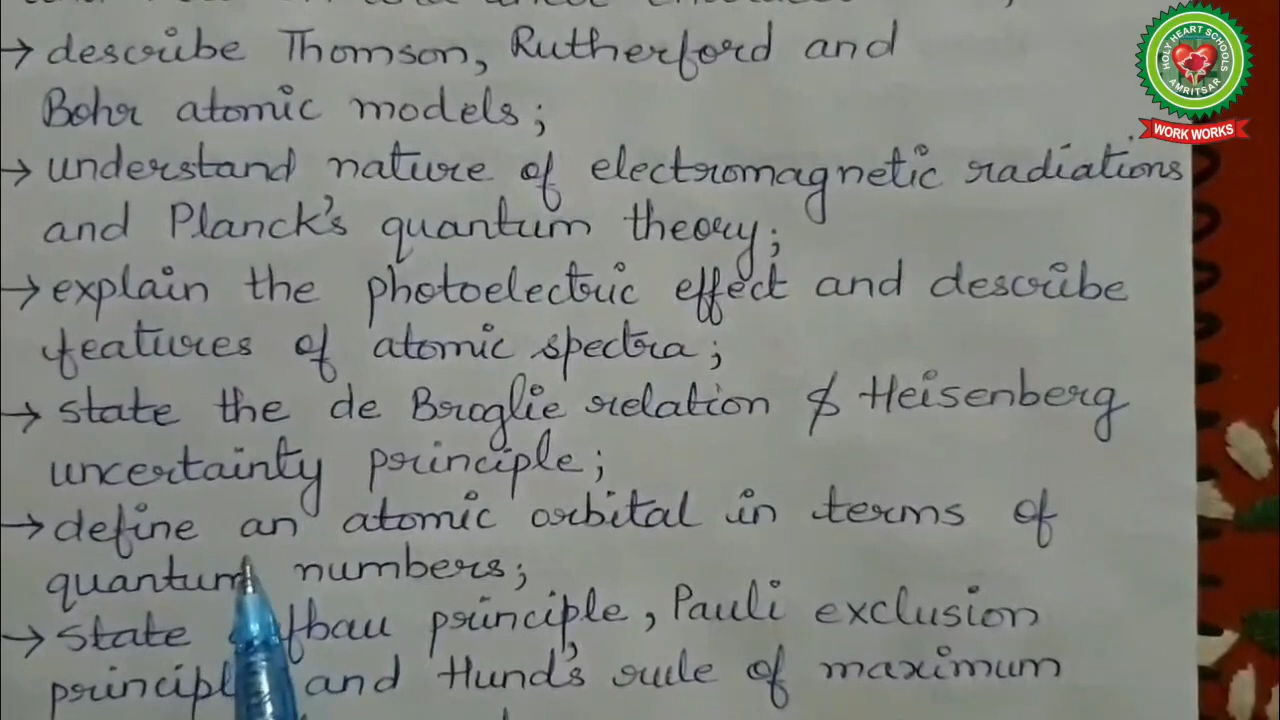 → describe Thomson, Rutherford and
Bohr atomic models;
→ understand nature of electromagnetic radiations
and Planck's quantum theory;
→ explain the photoelectric effect and describe
features of atomic spectra;
→ state the de Broglie relation & Heisenberg
uncertainty principle;
→ define an atomic orbital in terms of
quantum numbers;
→ state principle, Pauli exclusion
and Hund's rule of maximum
HOLY HEART SCHOOLS
AMRITSAR
WORK WORKS